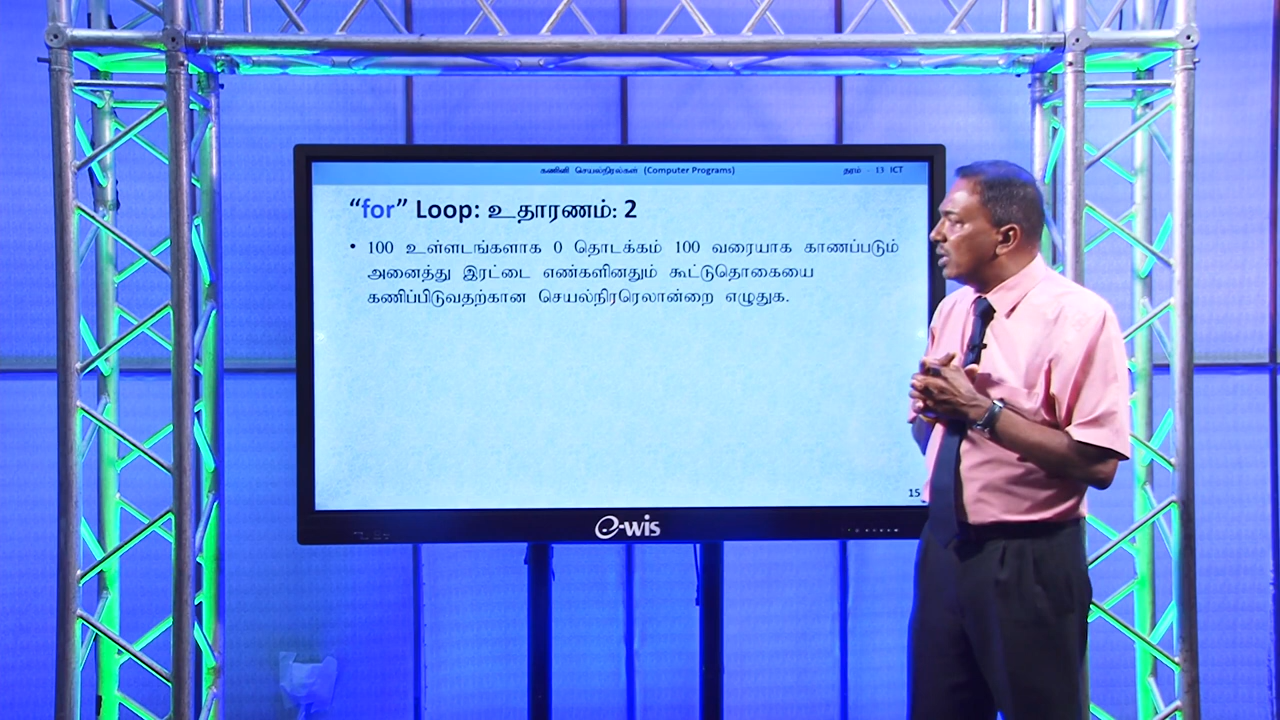 கணினி செயல்நிரல்கள் (Computer Programs)
தரம் - 13 ICT
“for” Loop: உதாரணம்: 2
• 100 உள்ளடங்களாக 0 தொடக்கம் 100 வரையாக காணப்படும்
அனைத்து இரட்டை எண்களினதும் கூட்டுதொகையை
கணிப்பிடுவதற்கான செயல்நிரரெலான்றை எழுதுக.
15
e-wis